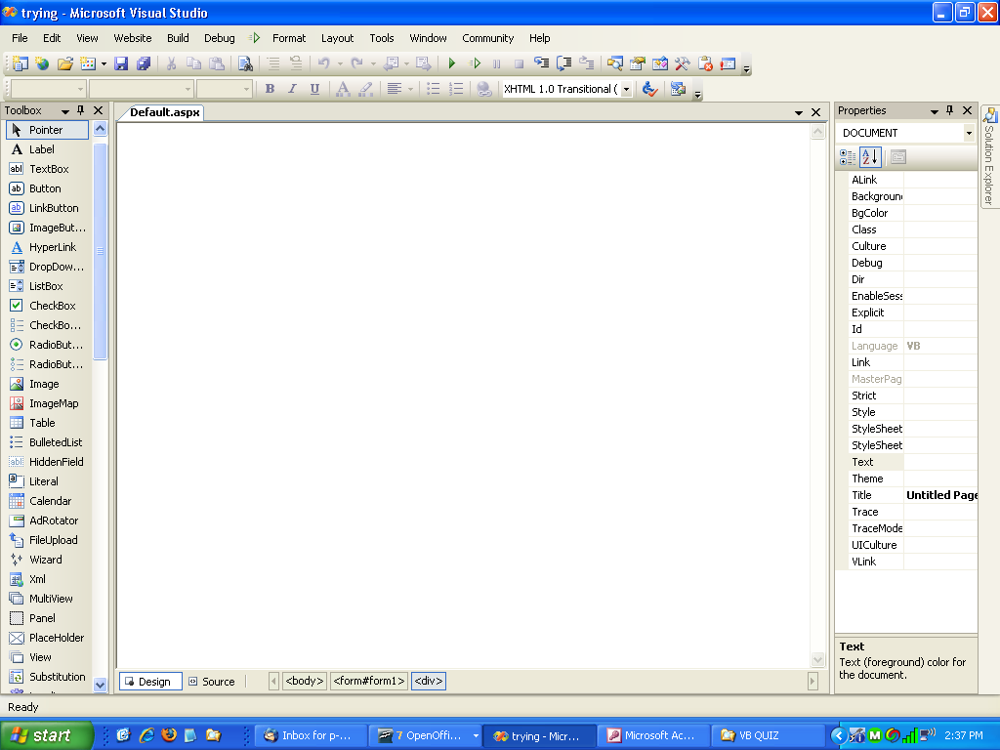 trying - Microsoft Visual Studio
File Edit View Website Build Debug Format Layout Tools Window Community Help
B I U A XHTML 1.0 Transitional (
Toolbox
Pointer
A Label
abl TextBox
ab Button
ab LinkButton
ImageBut...
A HyperLink
DropDow...
ListBox
CheckBox
CheckBo...
RadioBut...
RadioBut...
Image
ImageMap
Table
BulletedList
abl HiddenField
Literal
Calendar
AdRotator
FileUpload
Wizard
Xml
MultiView
Panel
PlaceHolder
View
Substitution
Default.aspx
Design Source <body> <form#form1> <div>
Properties
DOCUMENT
A Z
ALink
Backgroun
BgColor
Class
Culture
Debug
Dir
EnableSess
Explicit
Id
Language VB
Link
MasterPag
Strict
Style
StyleSheet
StyleSheet
Text
Theme
Title Untitled Page
Trace
TraceMode
UICulture
VLink
Text
Text (foreground) color for
the document.
Solution Explorer
Ready
start Inbox for p-... 7 OpenOffi... trying - Micr... Microsoft Ac... VB QUIZ M 2:37 PM